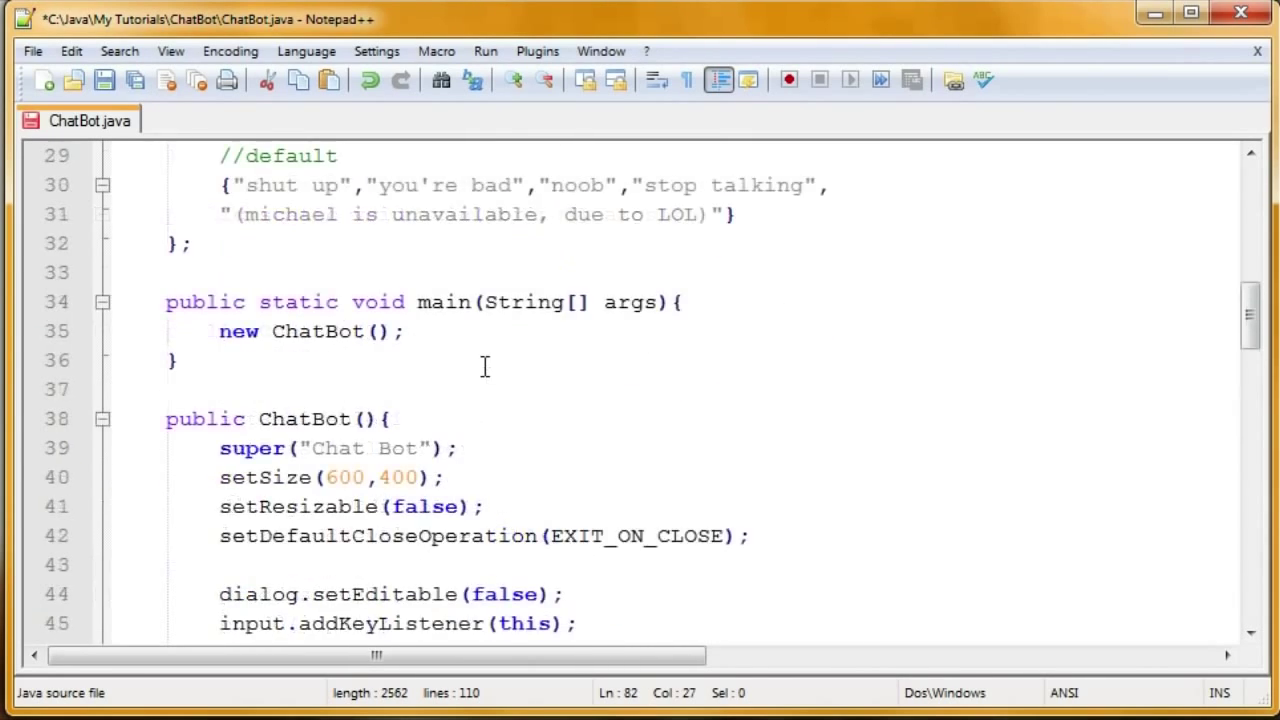 *C:\Java\My Tutorials\ChatBot\ChatBot.java - Notepad++
File Edit Search View Encoding Language Settings Macro Run Plugins Window ? X
ABC
ChatBot.java
29 //default
30 {"shut up","you're bad","noob","stop talking",
31 "(michael is unavailable, due to LOL)"}
32 };
33
34 public static void main(String[] args){
35 new ChatBot();
36 }
37
38 public ChatBot(){
39 super("Chat Bot");
40 setSize(600,400);
41 setResizable(false);
42 setDefaultCloseOperation(EXIT_ON_CLOSE);
43
44 dialog.setEditable(false);
45 input.addKeyListener(this);
Java source file length : 2562 lines : 110 Ln : 82 Col : 27 Sel : 0 Dos\Windows ANSI INS